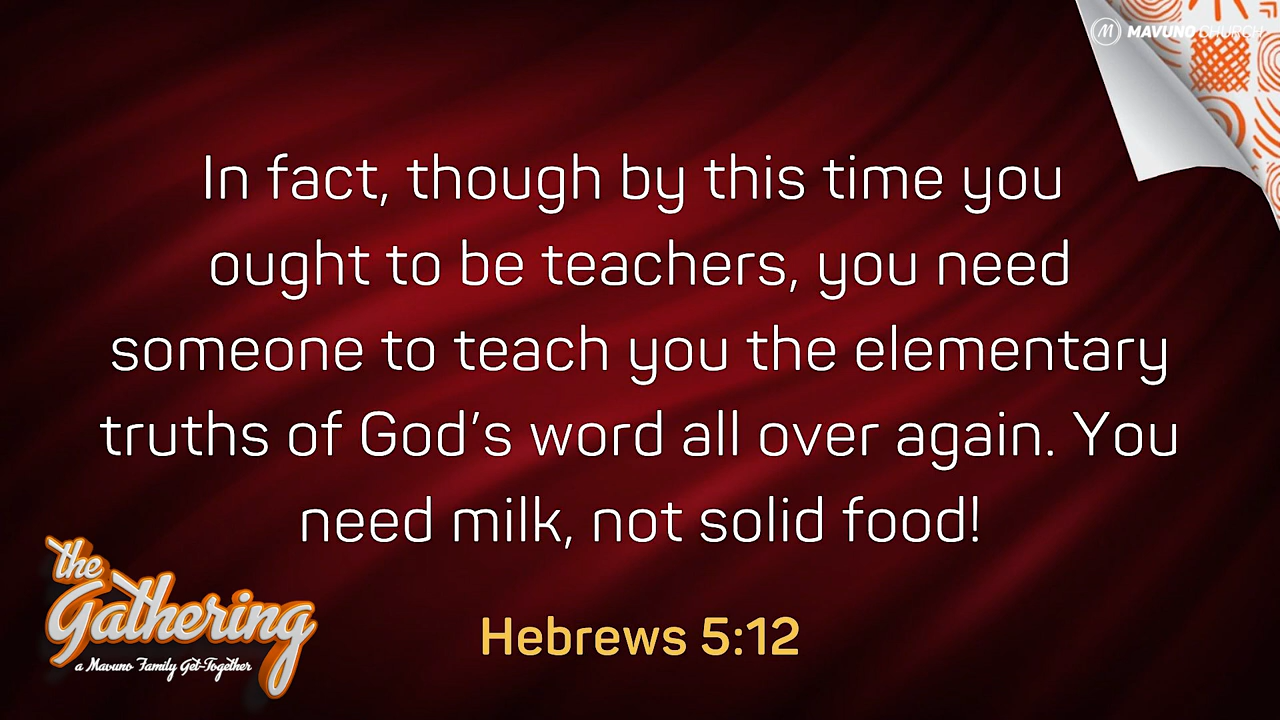 MAVUNO CHURCH
In fact, though by this time you
ought to be teachers, you need
someone to teach you the elementary
truths of God's word all over again. You
need milk, not solid food!
Hebrews 5:12
the
Gathering
a Mavuno Family Get-Together